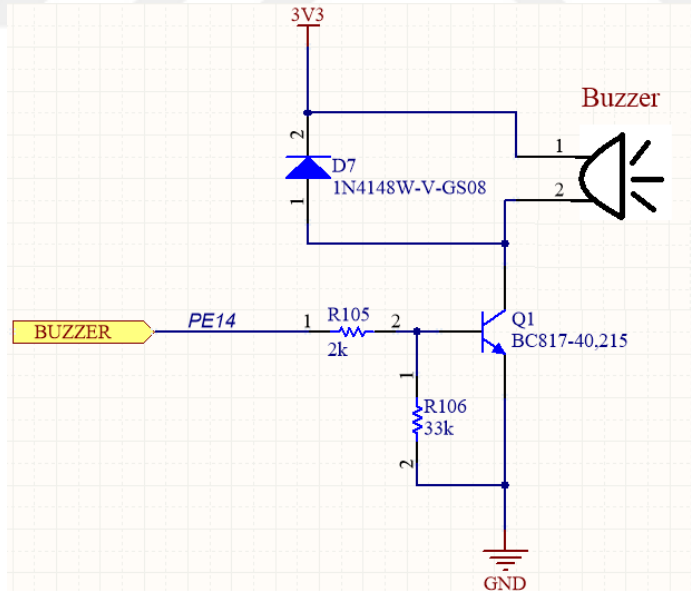 3V3
Buzzer
2
1
D7
1N4148W-V-GS08
1
2
BUZZER
PE14
1
R105
2
2k
Q1
BC817-40,215
1
R106
33k
2
GND